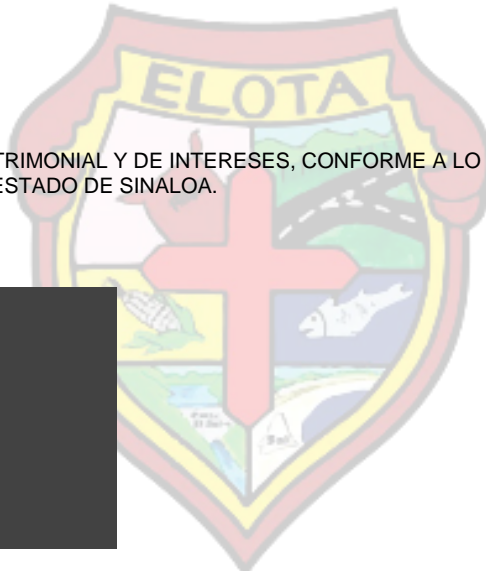 ELOTA
TRIMONIAL Y DE INTERESES, CONFORME A LO
ESTADO DE SINALOA.